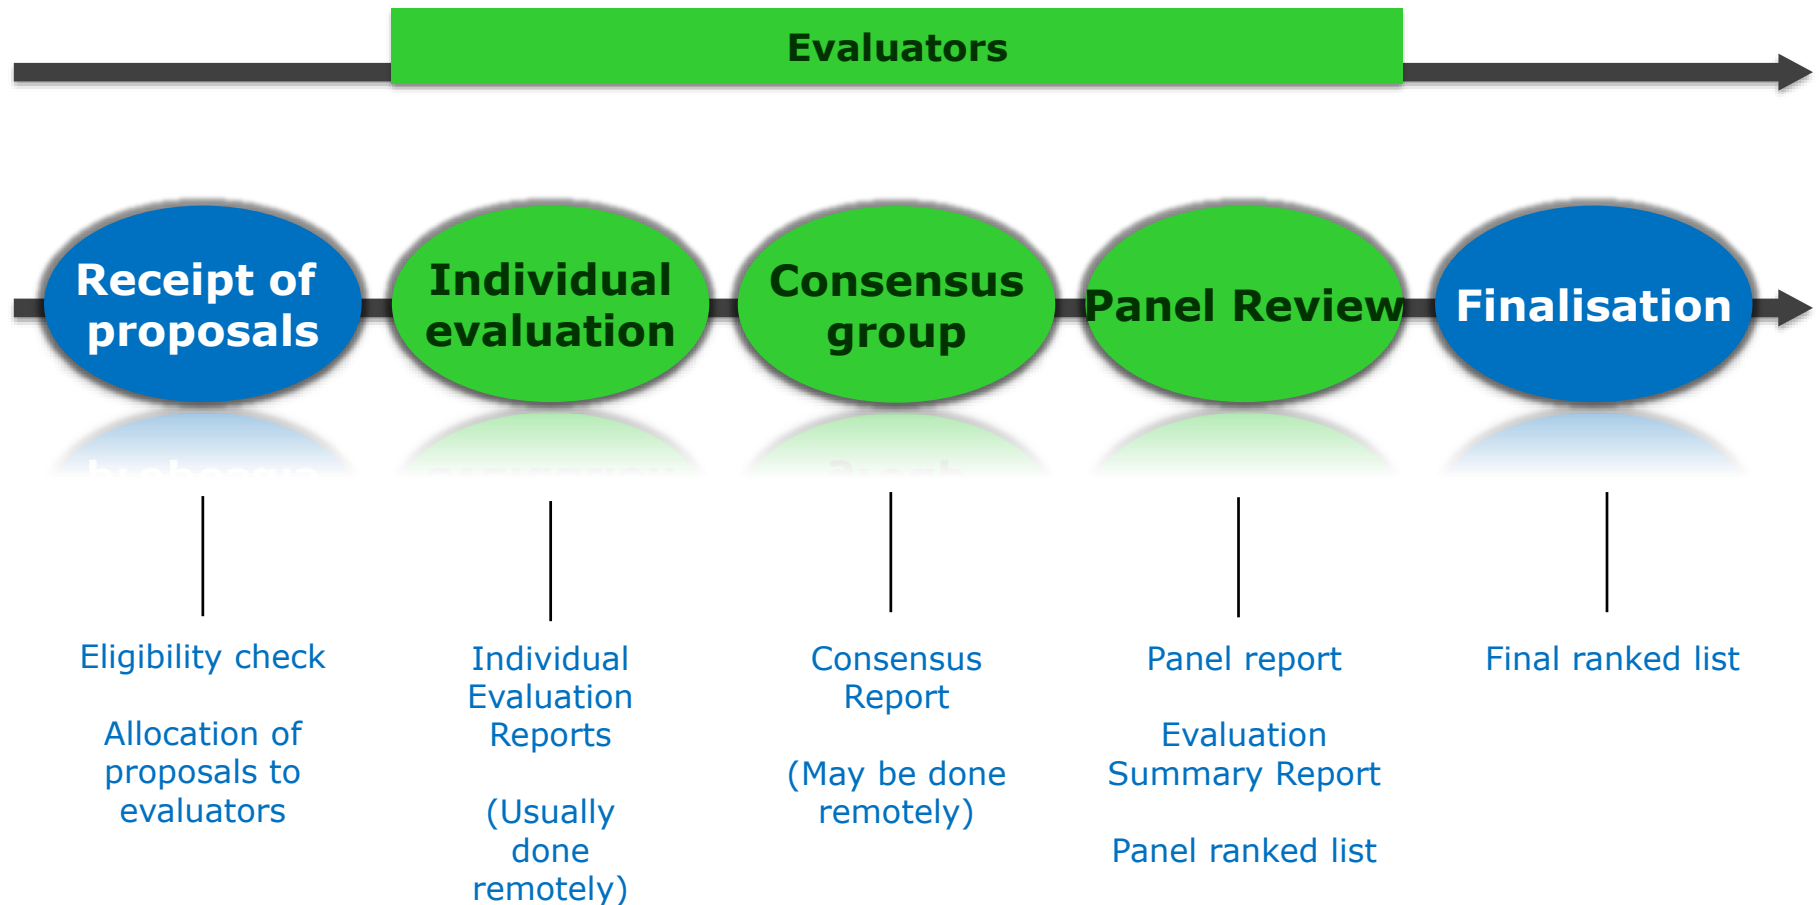 Evaluators
Receipt of
proposals
Individual
evaluation
Consensus
group
Panel Review
Finalisation
Eligibility check
Allocation of
proposals to
evaluators
Individual
Evaluation
Reports
(Usually
done
remotely)
Consensus
Report
(May be done
remotely)
Panel report
Evaluation
Summary Report
Panel ranked list
Final ranked list